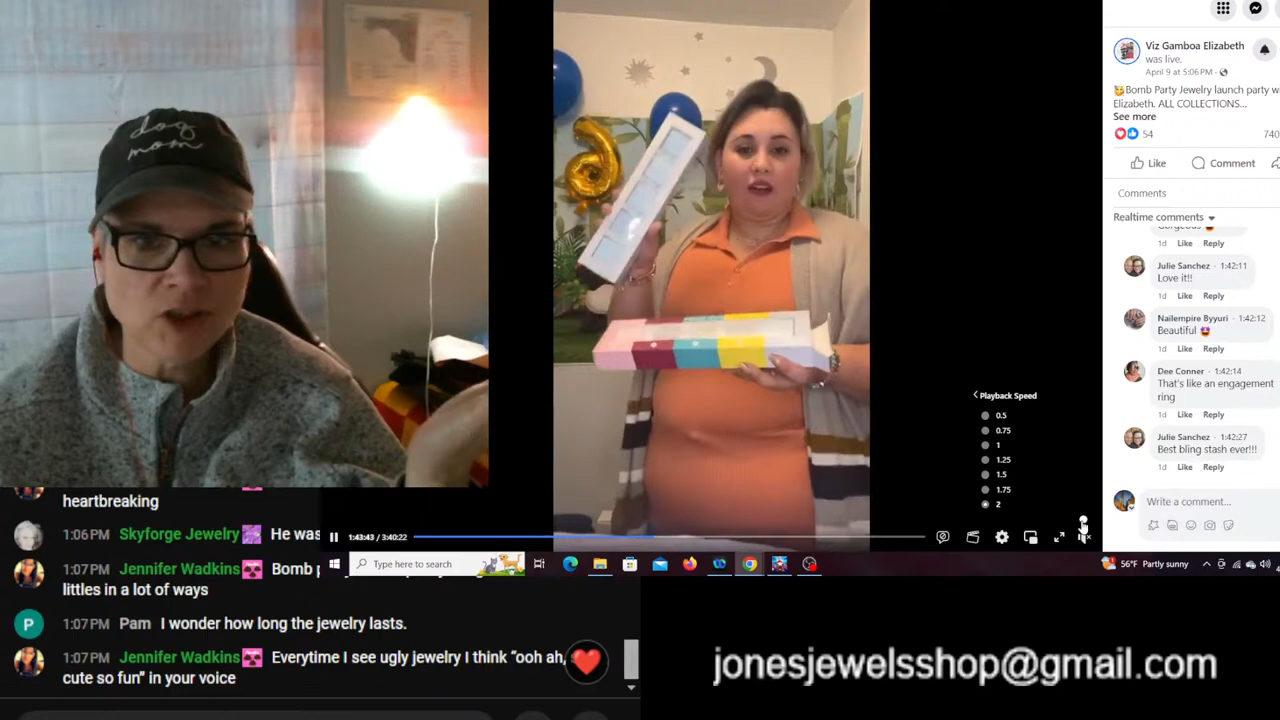 dog
mom
Viz Gamboa Elizabeth
was live.
April 9 at 5:06 PM ·
Bomb Party Jewelry launch party w
Elizabeth. ALL COLLECTIONS...
See more
54
740
Like
Comment
Comments
Realtime comments
Gorgeous
1d Like Reply
Julie Sanchez · 1:42:11
Love it!!
1d Like Reply
Nailempire Byyuri · 1:42:12
Beautiful 🤩
1d Like Reply
Dee Conner · 1:42:14
That's like an engagement
ring
1d Like Reply
Julie Sanchez · 1:42:27
Best bling stash ever!!!
1d Like Reply
Write a comment...
Playback Speed
0.5
0.75
1
1.25
1.5
1.75
2
1:43:43 / 3:40:22
Type here to search
56°F Partly sunny
heartbreaking
1:06 PM Skyforge Jewelry He was
1:07 PM Jennifer Wadkins Bomb
littles in a lot of ways
P
1:07 PM Pam I wonder how long the jewelry lasts.
1:07 PM Jennifer Wadkins Everytime I see ugly jewelry I think “ooh ah,
cute so fun” in your voice
jonesjewelsshop@gmail.com